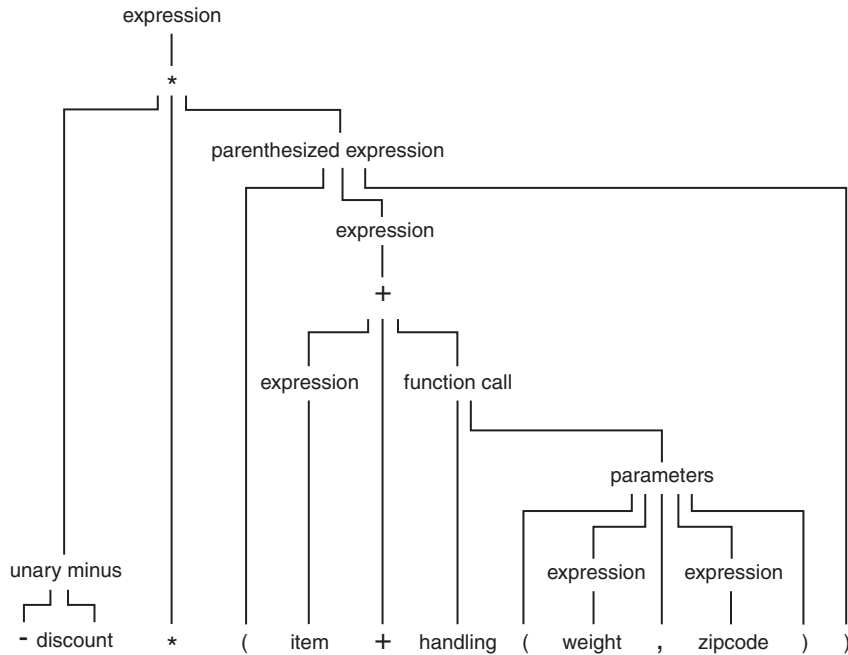 expression
*
parenthesized expression
expression
+
expression function call
parameters
unary minus expression expression
- discount * ( item + handling ( weight , zipcode ) )